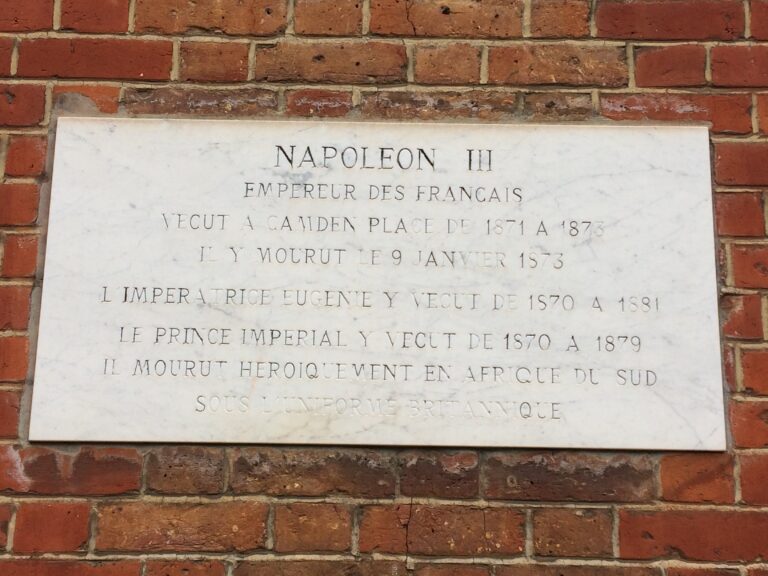 NAPOLEON III
EMPEREUR DES FRANCAIS
VECUT A CAMDEN PLACE DE 1871 A 1873
IL Y MOURUT LE 9 JANVIER 1873
L'IMPERATRICE EUGENIE Y VECUT DE 1870 A 1881
LE PRINCE IMPERIAL Y VECUT DE 1870 A 1879
IL MOURUT HEROIQUEMENT EN AFRIQUE DU SUD
SOUS L'UNIFORME BRITANNIQUE